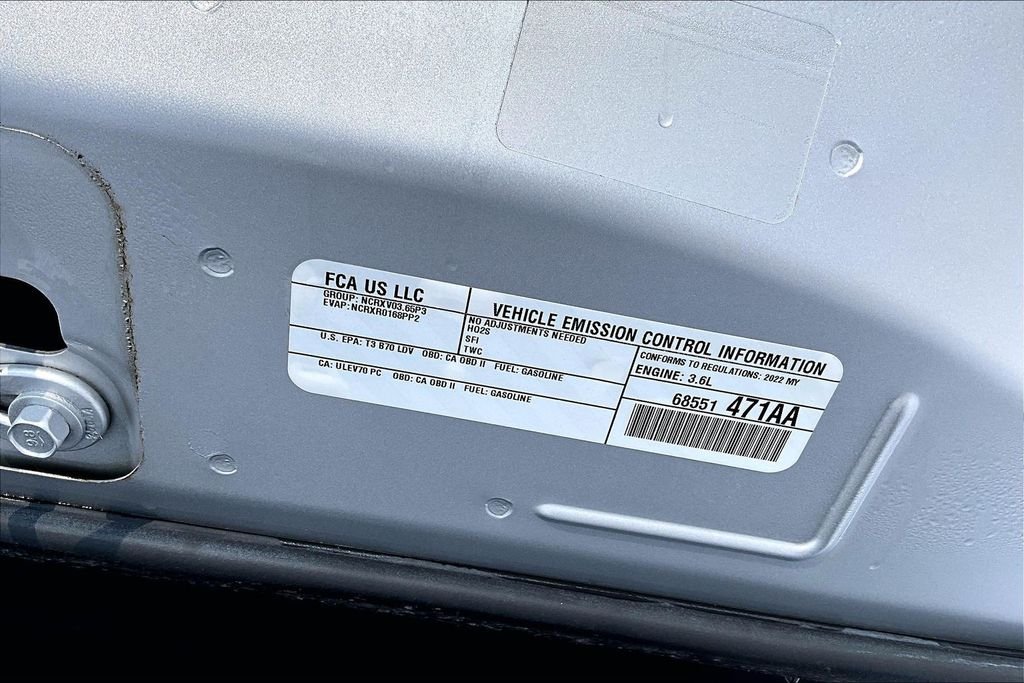 FCA US LLC
GROUP: NCRXV03.65P3
EVAP: NCRXR0168PP2
VEHICLE EMISSION CONTROL INFORMATION
NO ADJUSTMENTS NEEDED
HO2S
SFI
TWC
CONFORMS TO REGULATIONS: 2022 MY
ENGINE: 3.6L
U.S. EPA: T3 B70 LDV OBD: CA OBD II FUEL: GASOLINE
CA: ULEV70 PC OBD: CA OBD II FUEL: GASOLINE
68551 471AA
9.8